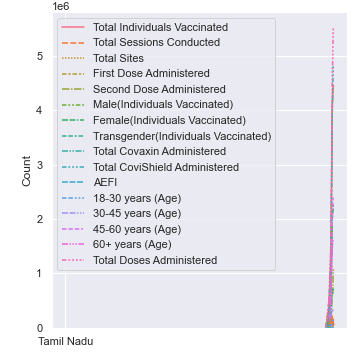 1e6
Total Individuals Vaccinated
Total Sessions Conducted
Total Sites
First Dose Administered
Second Dose Administered
Male(Individuals Vaccinated)
Female(Individuals Vaccinated)
Transgender(Individuals Vaccinated)
Total Covaxin Administered
Total CoviShield Administered
AEFI
18-30 years (Age)
30-45 years (Age)
45-60 years (Age)
60+ years (Age)
Total Doses Administered
5
4
3
2
1
0
Count
Tamil Nadu